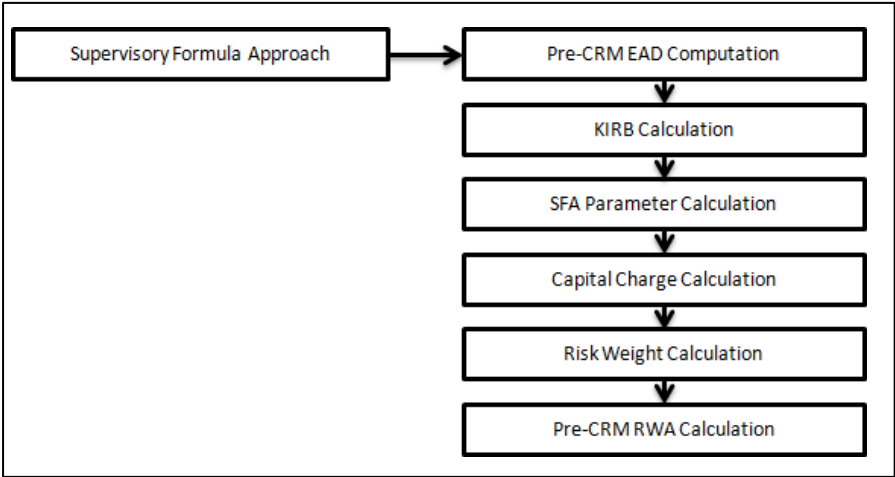 Supervisory Formula Approach
Pre-CRM EAD Computation
KIRB Calculation
SFA Parameter Calculation
Capital Charge Calculation
Risk Weight Calculation
Pre-CRM RWA Calculation